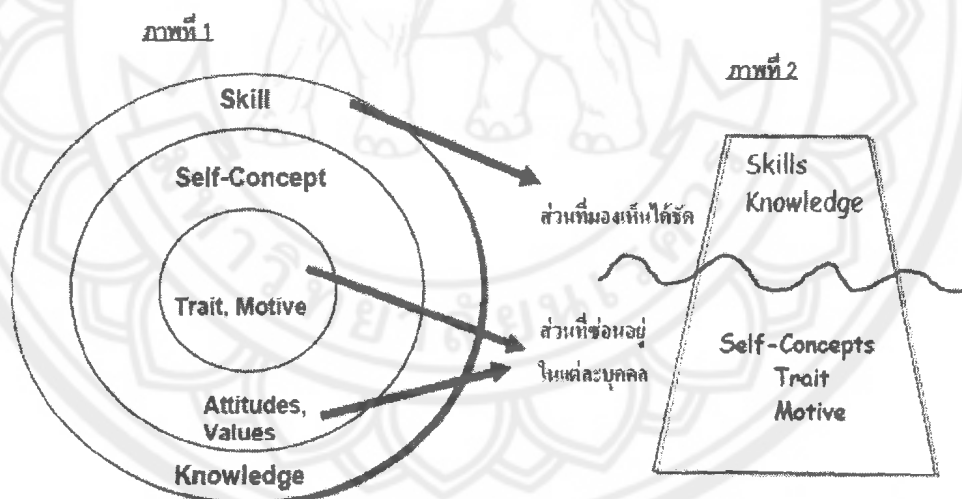 ภาพที่ 1
Skill
Self-Concept
Trait, Motive
Attitudes,
Values
Knowledge
ส่วนที่มองเห็นได้ชัด
ส่วนที่ซ่อนอยู่
ในแต่ละบุคคล
ภาพที่ 2
Skills
Knowledge
Self-Concepts
Trait
Motive